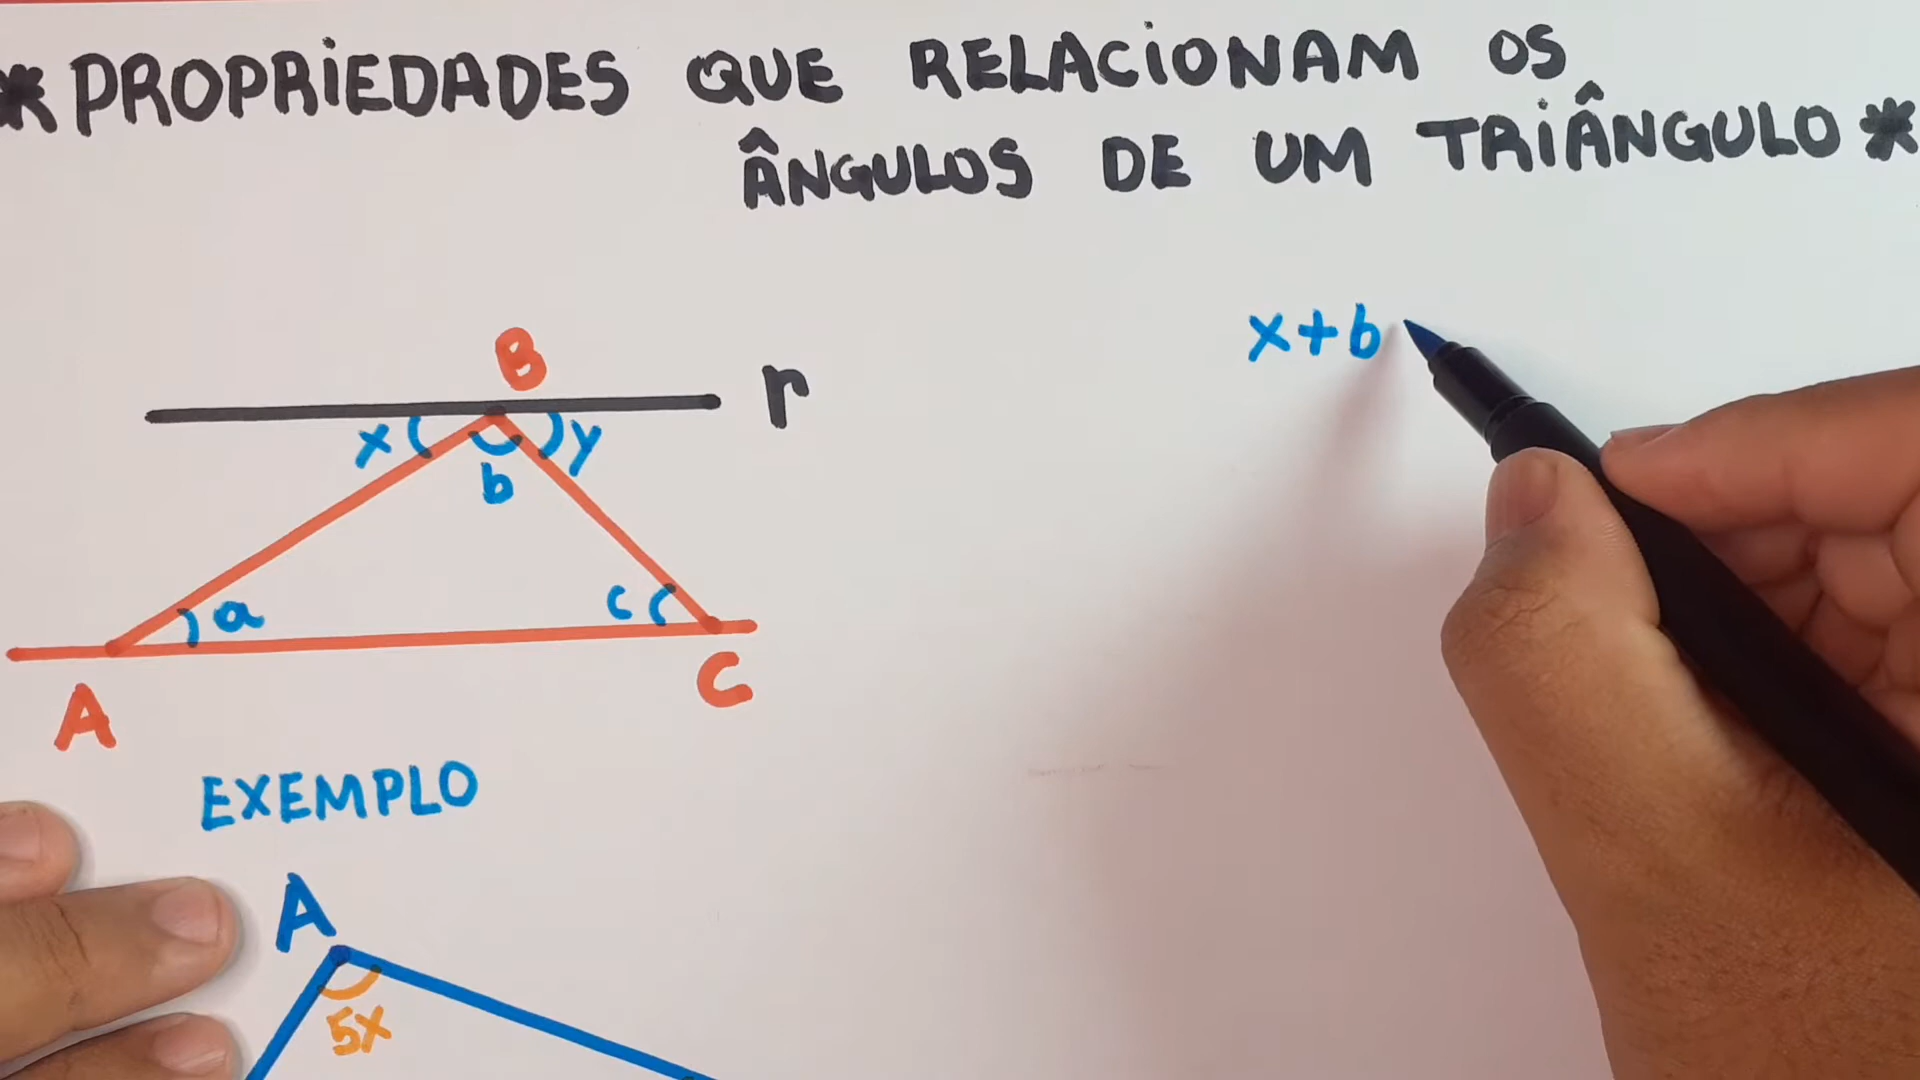 *PROPRiEDADES QUE RELACiONAM OS
ÂNGULOS DE UM TRiÂNGULO*
x+b
B
r
x
y
b
a
c
A
C
EXEMPLO
A
5x